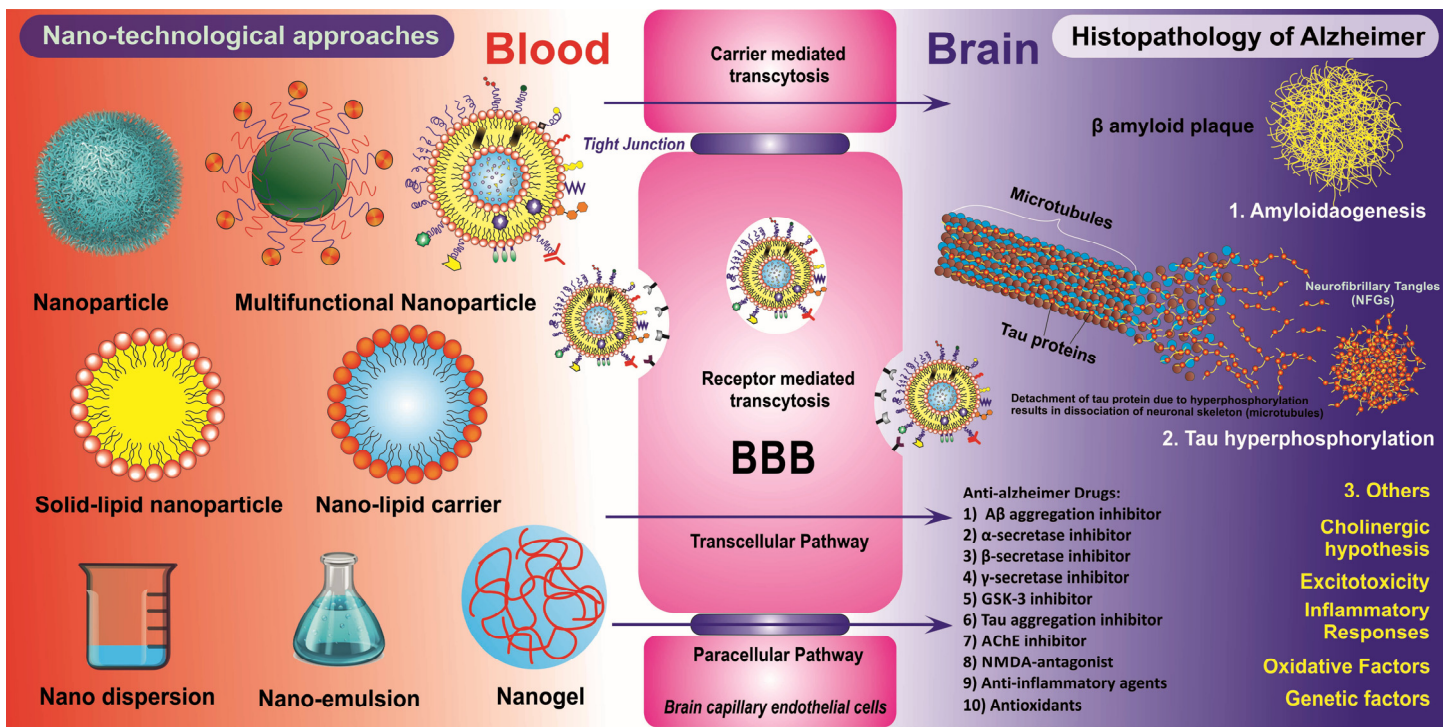 Nano-technological approaches
Blood
Nanoparticle
Multifunctional Nanoparticle
Solid-lipid nanoparticle
Nano-lipid carrier
Nano dispersion
Nano-emulsion
Nanogel
Carrier mediated
transcytosis
Tight Junction
Receptor mediated
transcytosis
BBB
Transcellular Pathway
Paracellular Pathway
Brain capillary endothelial cells
Brain
Histopathology of Alzheimer
β amyloid plaque
1. Amyloidaogenesis
Microtubules
Tau proteins
Neurofibrillary Tangles
(NFGs)
Detachment of tau protein due to hyperphosphorylation
results in dissociation of neuronal skeleton (microtubules)
2. Tau hyperphosphorylation
Anti-alzheimer Drugs:
1) Aβ aggregation inhibitor
2) α-secretase inhibitor
3) β-secretase inhibitor
4) γ-secretase inhibitor
5) GSK-3 inhibitor
6) Tau aggregation inhibitor
7) AChE inhibitor
8) NMDA-antagonist
9) Anti-inflammatory agents
10) Antioxidants
3. Others
Cholinergic
hypothesis
Excitotoxicity
Inflammatory
Responses
Oxidative Factors
Genetic factors